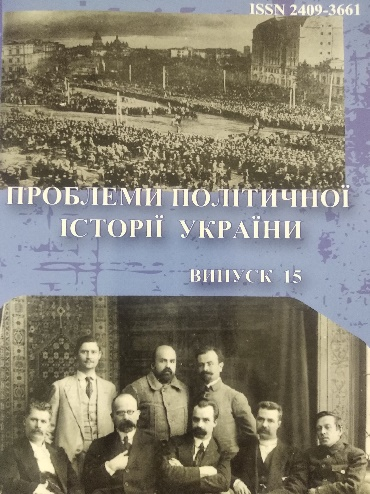 ISSN 2409-3661
ПРОБЛЕМИ ПОЛІТИЧНОЇ
ІСТОРІЇ УКРАЇНИ
ВИПУСК 15